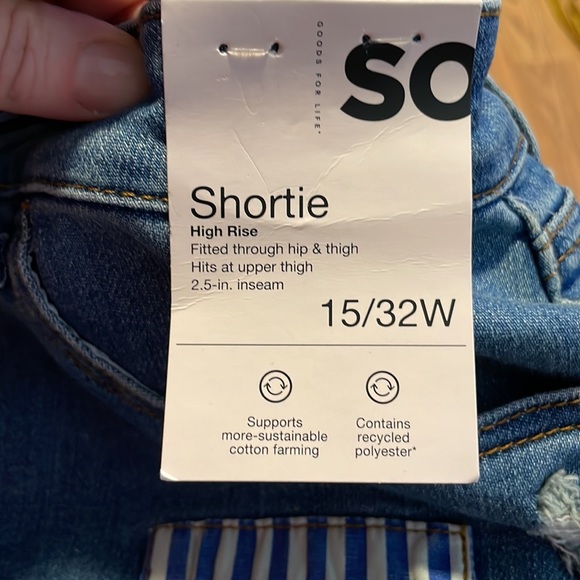 GOODS FOR LIFE*
SO
Shortie
High Rise
Fitted through hip & thigh
Hits at upper thigh
2.5-in. inseam
15/32W
Supports
more-sustainable
cotton farming
Contains
recycled
polyester*